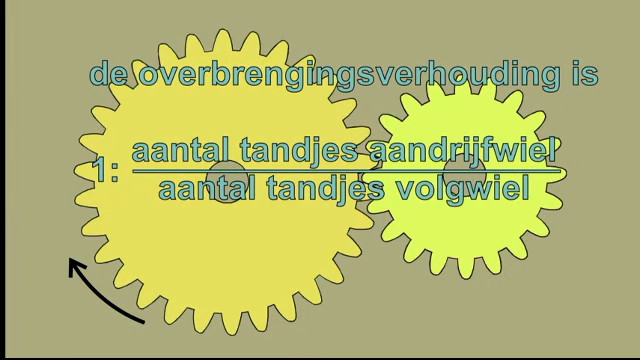 de overbrengingsverhouding is
aantal tandjes aandrijfwiel
1:
aantal tandjes volgwiel